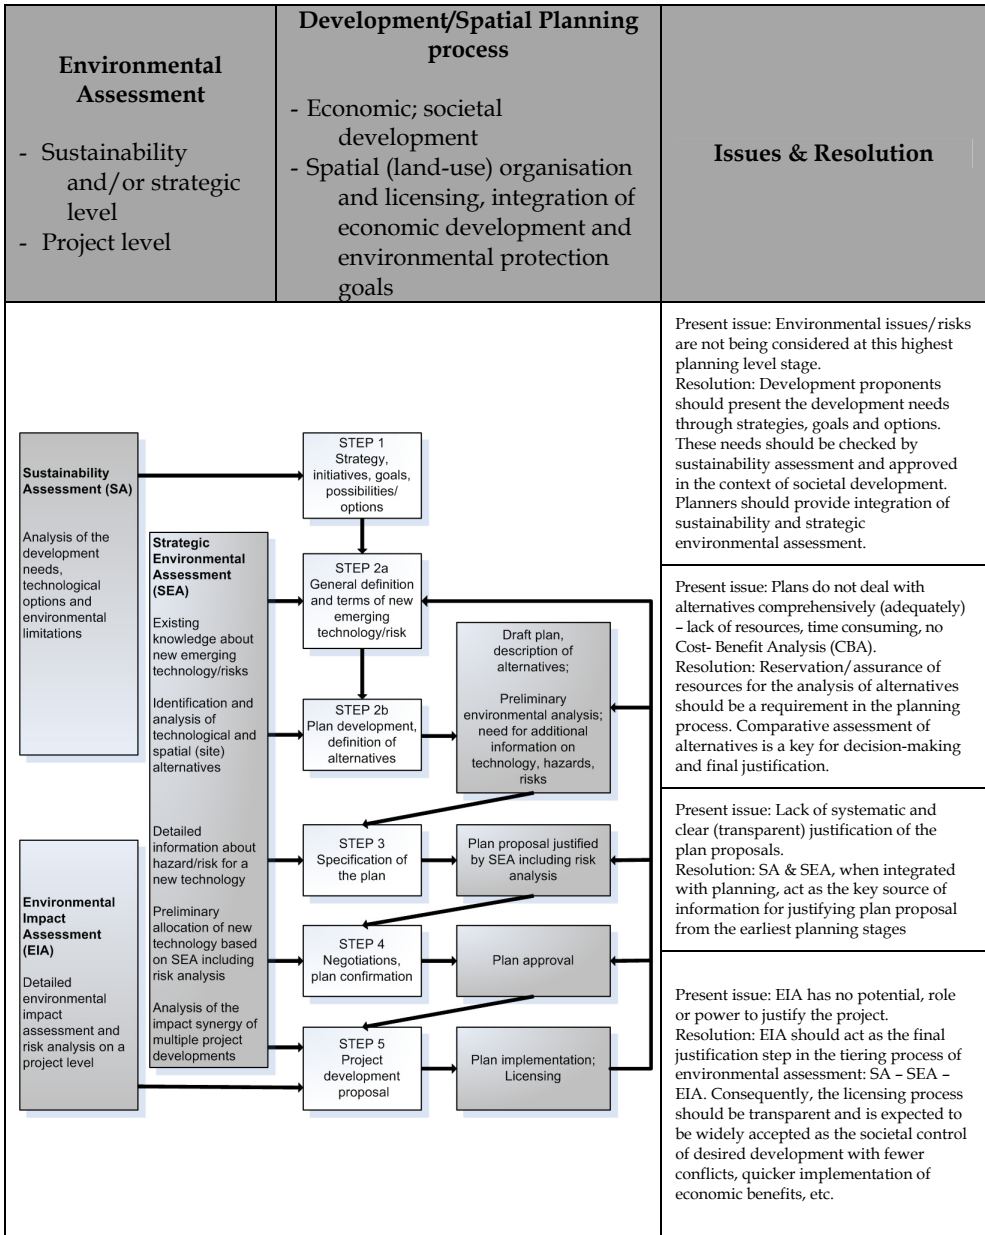 Environmental
Assessment
- Sustainability
and/or strategic
level
- Project level
Development/Spatial Planning
process
- Economic; societal
development
- Spatial (land-use) organisation
and licensing, integration of
economic development and
environmental protection
goals
Issues & Resolution
Sustainability
Assessment (SA)
Analysis of the
development
needs,
technological
options and
environmental
limitations
Environmental
Impact
Assessment
(EIA)
Detailed
environmental
impact
assessment and
risk analysis on a
project level
Strategic
Environmental
Assessment
(SEA)
Existing
knowledge about
new emerging
technology/risks
Identification and
analysis of
technological and
spatial (site)
alternatives
Detailed
information about
hazard/risk for a
new technology
Preliminary
allocation of new
technology based
on SEA including
risk analysis
Analysis of the
impact synergy of
multiple project
developments
STEP 1
Strategy,
initiatives, goals,
possibilities/
options
STEP 2a
General definition
and terms of new
emerging
technology/risk
STEP 2b
Plan development,
definition of
alternatives
Draft plan,
description of
alternatives;
Preliminary
environmental analysis;
need for additional
information on
technology, hazards,
risks
STEP 3
Specification of
the plan
Plan proposal justified
by SEA including risk
analysis
STEP 4
Negotiations,
plan confirmation
Plan approval
STEP 5
Project
development
proposal
Plan implementation;
Licensing
Present issue: Environmental issues/risks
are not being considered at this highest
planning level stage.
Resolution: Development proponents
should present the development needs
through strategies, goals and options.
These needs should be checked by
sustainability assessment and approved
in the context of societal development.
Planners should provide integration of
sustainability and strategic
environmental assessment.
Present issue: Plans do not deal with
alternatives comprehensively (adequately)
– lack of resources, time consuming, no
Cost- Benefit Analysis (CBA).
Resolution: Reservation/assurance of
resources for the analysis of alternatives
should be a requirement in the planning
process. Comparative assessment of
alternatives is a key for decision-making
and final justification.
Present issue: Lack of systematic and
clear (transparent) justification of the
plan proposals.
Resolution: SA & SEA, when integrated
with planning, act as the key source of
information for justifying plan proposal
from the earliest planning stages
Present issue: EIA has no potential, role
or power to justify the project.
Resolution: EIA should act as the final
justification step in the tiering process of
environmental assessment: SA – SEA –
EIA. Consequently, the licensing process
should be transparent and is expected to
be widely accepted as the societal control
of desired development with fewer
conflicts, quicker implementation of
economic benefits, etc.